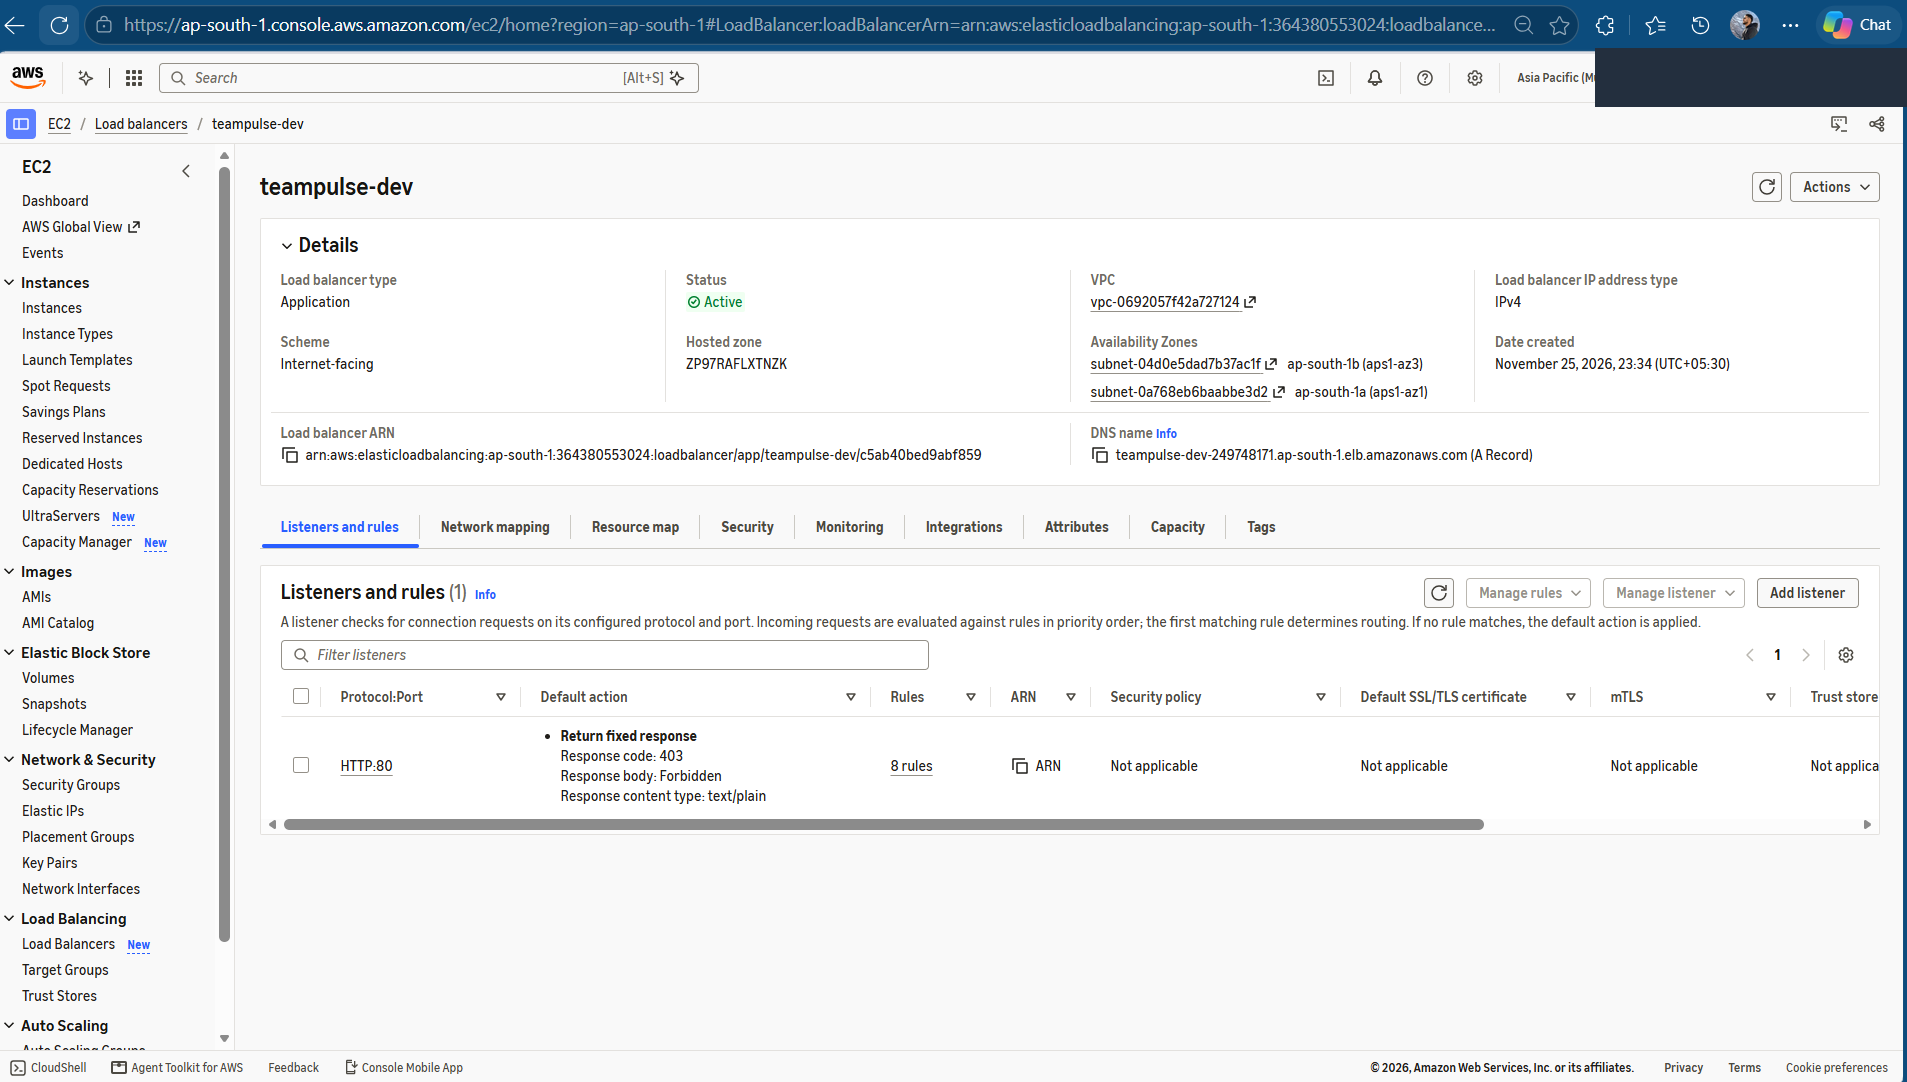 https://ap-south-1.console.aws.amazon.com/ec2/home?region=ap-south-1#LoadBalancer:loadBalancerArn=arn:aws:elasticloadbalancing:ap-south-1:364380553024:loadbalance...
Chat
aws
Search
[Alt+S]
Asia Pacific (Mu
EC2 / Load balancers / teampulse-dev
EC2
Dashboard
AWS Global View
Events
Instances
Instances
Instance Types
Launch Templates
Spot Requests
Savings Plans
Reserved Instances
Dedicated Hosts
Capacity Reservations
UltraServers New
Capacity Manager New
Images
AMIs
AMI Catalog
Elastic Block Store
Volumes
Snapshots
Lifecycle Manager
Network & Security
Security Groups
Elastic IPs
Placement Groups
Key Pairs
Network Interfaces
Load Balancing
Load Balancers New
Target Groups
Trust Stores
Auto Scaling
Auto Scaling Groups
teampulse-dev
Actions
Details
Load balancer type
Application
Status
Active
VPC
vpc-0692057f42a727124
Load balancer IP address type
IPv4
Scheme
Internet-facing
Hosted zone
ZP97RAFLXTNZK
Availability Zones
subnet-04d0e5dad7b37ac1f ap-south-1b (aps1-az3)
subnet-0a768eb6baabbe3d2 ap-south-1a (aps1-az1)
Date created
November 25, 2026, 23:34 (UTC+05:30)
Load balancer ARN
arn:aws:elasticloadbalancing:ap-south-1:364380553024:loadbalancer/app/teampulse-dev/c5ab40bed9abf859
DNS name Info
teampulse-dev-249748171.ap-south-1.elb.amazonaws.com (A Record)
Listeners and rules
Network mapping
Resource map
Security
Monitoring
Integrations
Attributes
Capacity
Tags
Listeners and rules (1) Info
Manage rules
Manage listener
Add listener
A listener checks for connection requests on its configured protocol and port. Incoming requests are evaluated against rules in priority order; the first matching rule determines routing. If no rule matches, the default action is applied.
Filter listeners
1
Protocol:Port
Default action
Rules
ARN
Security policy
Default SSL/TLS certificate
mTLS
Trust store
HTTP:80
• Return fixed response
Response code: 403
Response body: Forbidden
Response content type: text/plain
8 rules
ARN
Not applicable
Not applicable
Not applicable
Not applica
CloudShell
Agent Toolkit for AWS
Feedback
Console Mobile App
© 2026, Amazon Web Services, Inc. or its affiliates.
Privacy
Terms
Cookie preferences